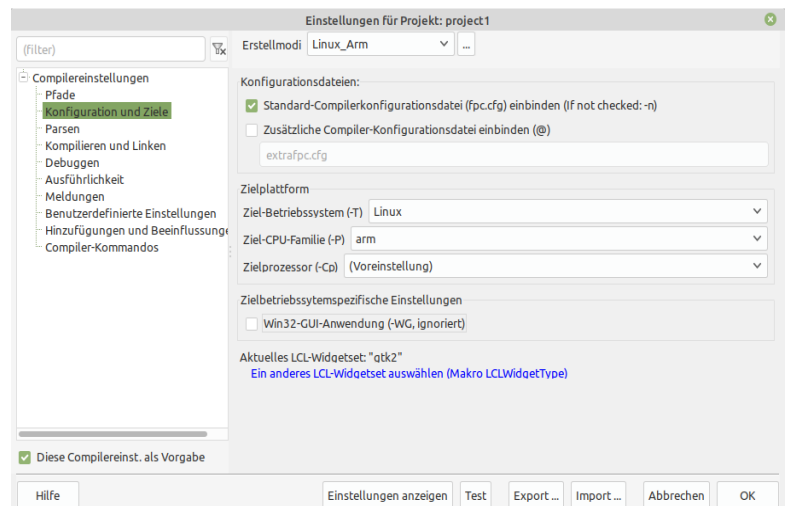 Einstellungen für Projekt: project1
(filter)
Erstellmodi Linux_Arm ...
Compilereinstellungen
Pfade
Konfiguration und Ziele
Parsen
Kompilieren und Linken
Debuggen
Ausführlichkeit
Meldungen
Benutzerdefinierte Einstellungen
Hinzufügungen und Beeinflussunge
Compiler-Kommandos
Diese Compilereinst. als Vorgabe
Konfigurationsdateien:
Standard-Compilerkonfigurationsdatei (fpc.cfg) einbinden (If not checked: -n)
Zusätzliche Compiler-Konfigurationsdatei einbinden (@)
extrafpc.cfg
Zielplattform
Ziel-Betriebssystem (-T) Linux
Ziel-CPU-Familie (-P) arm
Zielprozessor (-Cp) (Voreinstellung)
Zielbetriebssytemspezifische Einstellungen
Win32-GUI-Anwendung (-WG, ignoriert)
Aktuelles LCL-Widgetset: "gtk2"
Ein anderes LCL-Widgetset auswählen (Makro LCLWidgetType)
Hilfe Einstellungen anzeigen Test Export ... Import ... Abbrechen OK